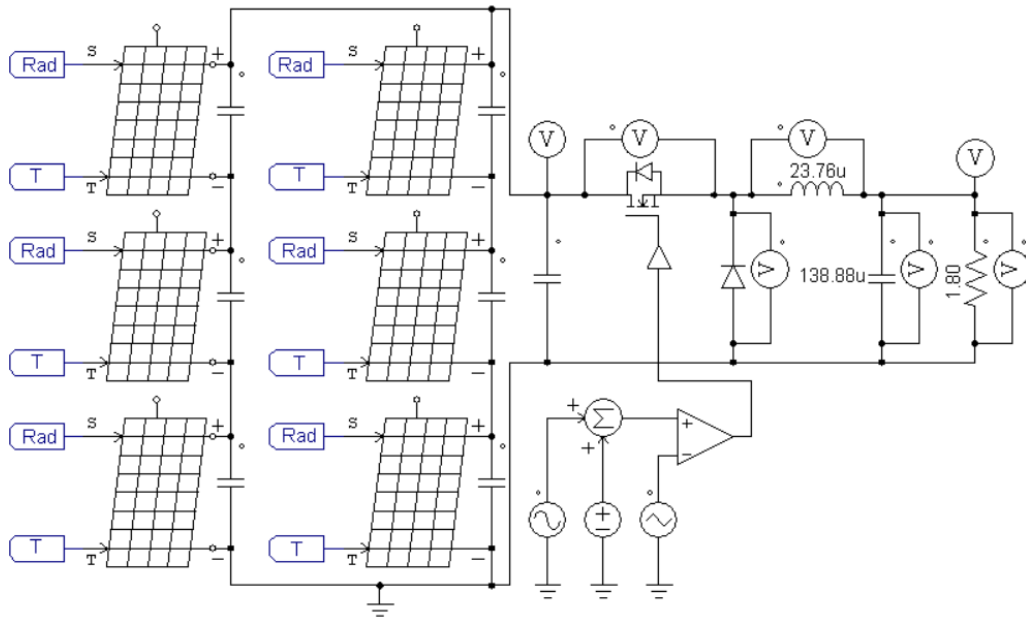 S + S +
Rad Rad
T T
T − T −
S + S +
Rad Rad
T T
T − T −
S + S +
Rad Rad
T T
T − T −
V V V V
23.76u
V 138.88u V 1.80 V
+ Σ +
+ −